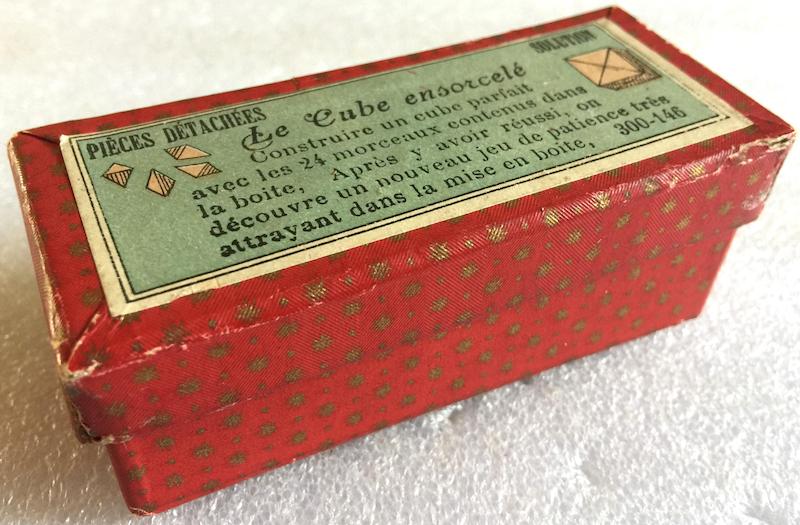 PIÈCES DÉTACHÉES
SOLUTION
Le Cube ensorcelé
Construire un cube parfait
avec les 24 morceaux contenus dans
la boite, Après y avoir réussi, on
découvre un nouveau jeu de patience très
attrayant dans la mise en boite, 300-146